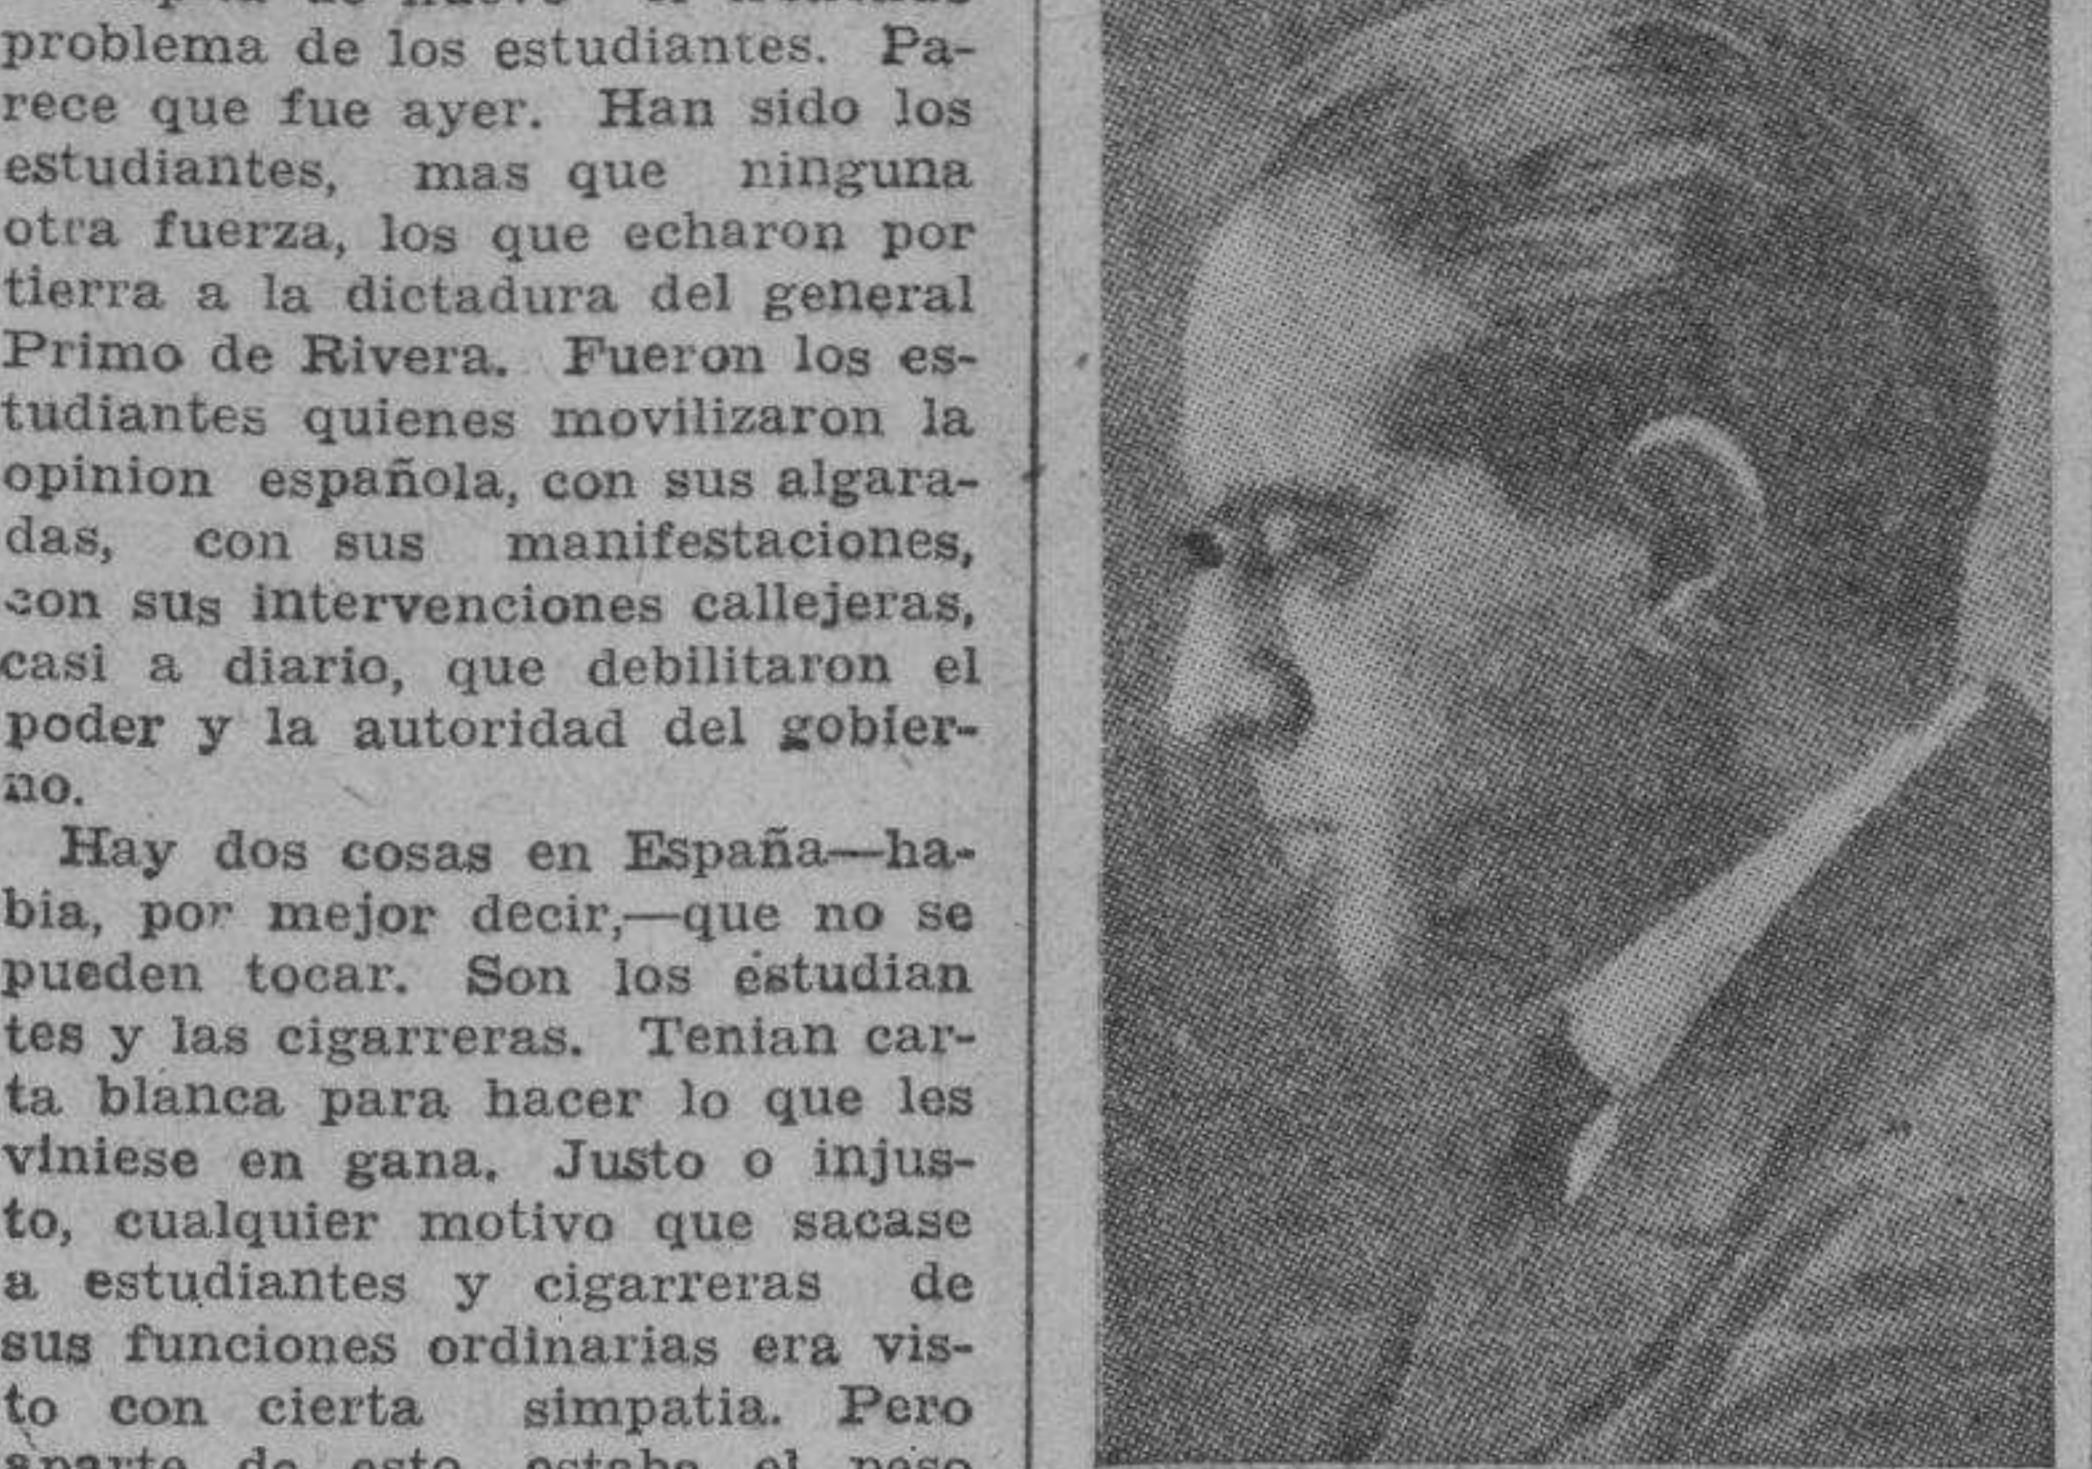 problema de los estudiantes. Pa-
rece que fue ayer. Han sido los
estudiantes, mas que ninguna
otra fuerza, los que echaron por
tierra a la dictadura del general
Primo de Rivera. Fueron los es-
tudiantes quienes movilizaron la
opinion española, con sus algara-
das, con sus manifestaciones,
con sus intervenciones callejeras,
casi a diario, que debilitaron el
poder y la autoridad del gobier-
no.
Hay dos cosas en España—ha-
bia, por mejor decir,—que no se
pueden tocar. Son los estudian
tes y las cigarreras. Tenian car-
ta blanca para hacer lo que les
viniese en gana. Justo o injus-
to, cualquier motivo que sacase
a estudiantes y cigarreras de
sus funciones ordinarias era vis-
to con cierta simpatia. Pero
aparte de esto estaba el peso